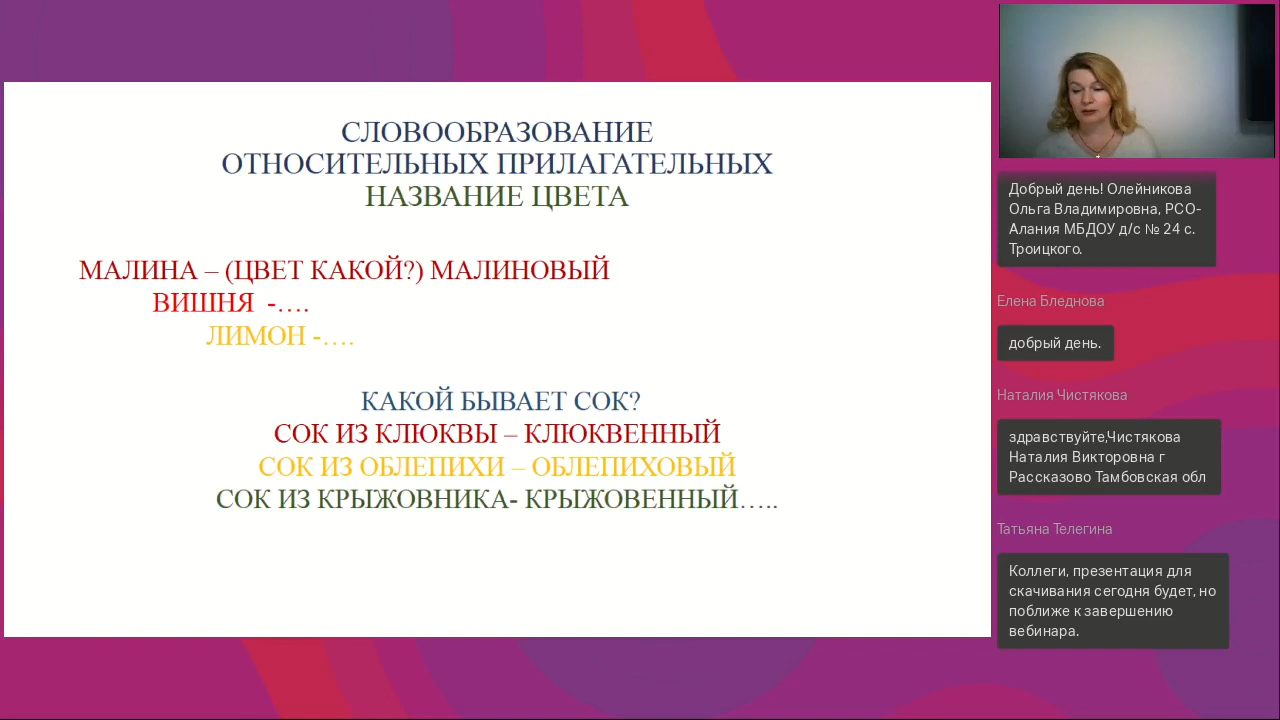 СЛОВООБРАЗОВАНИЕ
ОТНОСИТЕЛЬНЫХ ПРИЛАГАТЕЛЬНЫХ
НАЗВАНИЕ ЦВЕТА
МАЛИНА – (ЦВЕТ КАКОЙ?) МАЛИНОВЫЙ
ВИШНЯ -….
ЛИМОН -….
КАКОЙ БЫВАЕТ СОК?
СОК ИЗ КЛЮКВЫ – КЛЮКВЕННЫЙ
СОК ИЗ ОБЛЕПИХИ – ОБЛЕПИХОВЫЙ
СОК ИЗ КРЫЖОВНИКА- КРЫЖОВЕННЫЙ…..
Добрый день! Олейникова
Ольга Владимировна, РСО-
Алания МБДОУ д/с № 24 с.
Троицкого.
Елена Бледнова
добрый день.
Наталия Чистякова
здравствуйте,Чистякова
Наталия Викторовна г
Рассказово Тамбовская обл
Татьяна Телегина
Коллеги, презентация для
скачивания сегодня будет, но
поближе к завершению
вебинара.